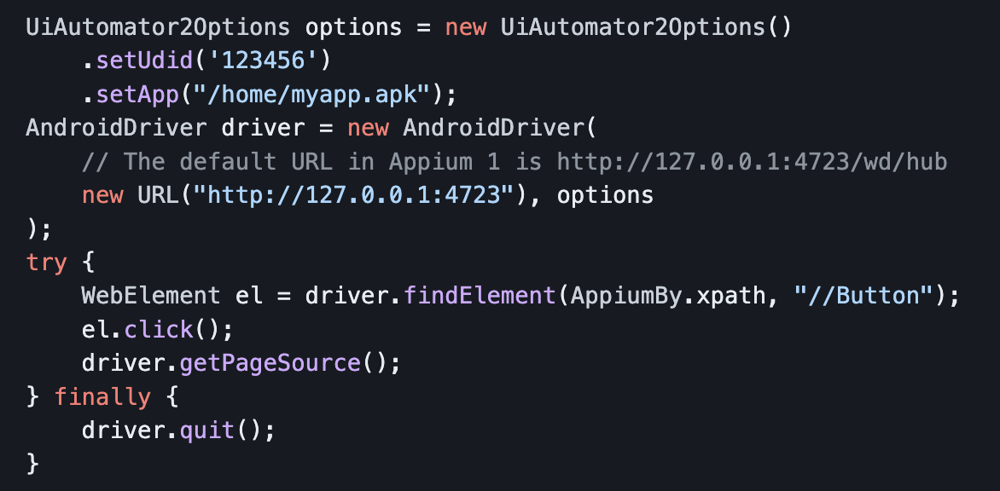 UiAutomator2Options options = new UiAutomator2Options()
    .setUdid('123456')
    .setApp("/home/myapp.apk");
AndroidDriver driver = new AndroidDriver(
    // The default URL in Appium 1 is http://127.0.0.1:4723/wd/hub
    new URL("http://127.0.0.1:4723"), options
);
try {
    WebElement el = driver.findElement(AppiumBy.xpath, "//Button");
    el.click();
    driver.getPageSource();
} finally {
    driver.quit();
}